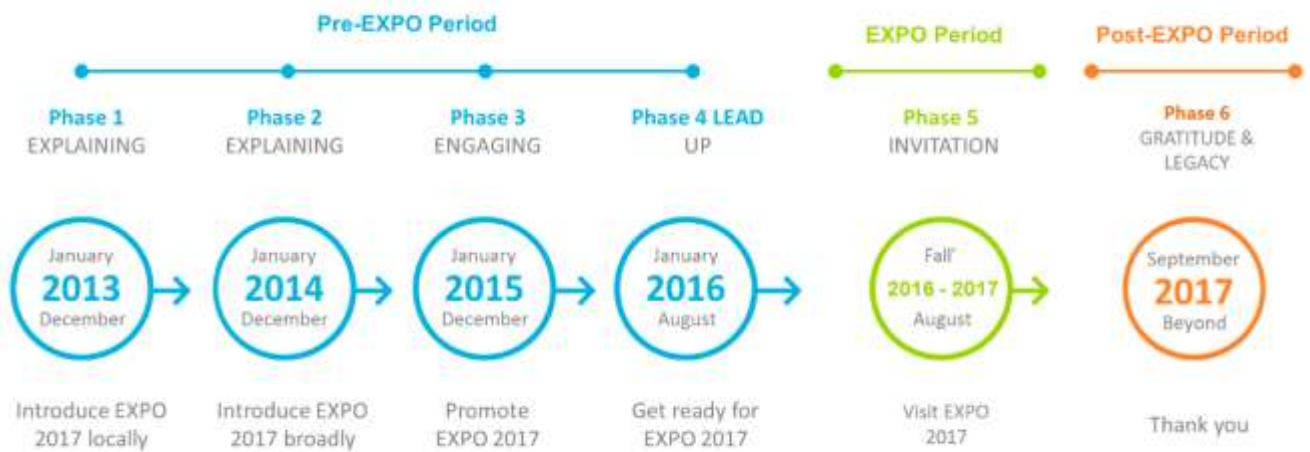 Pre-EXPO Period
EXPO Period
Post-EXPO Period
Phase 1
EXPLAINING
Phase 2
EXPLAINING
Phase 3
ENGAGING
Phase 4 LEAD
UP
Phase 5
INVITATION
Phase 6
GRATITUDE &
LEGACY
January
2013
December
January
2014
December
January
2015
December
January
2016
August
Fall'
2016 - 2017
August
September
2017
Beyond
Introduce EXPO
2017 locally
Introduce EXPO
2017 broadly
Promote
EXPO 2017
Get ready for
EXPO 2017
Visit EXPO
2017
Thank you